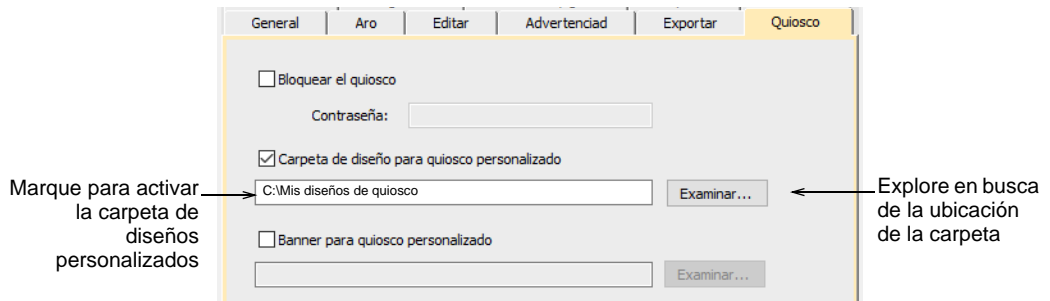 General Aro Editar Advertenciad Exportar Quiosco
Bloquear el quiosco
Contraseña:
Carpeta de diseño para quiosco personalizado
C:\Mis diseños de quiosco
Examinar...
Marque para activar
la carpeta de
diseños
personalizados
Explore en busca
de la ubicación
de la carpeta
Banner para quiosco personalizado
Examinar...